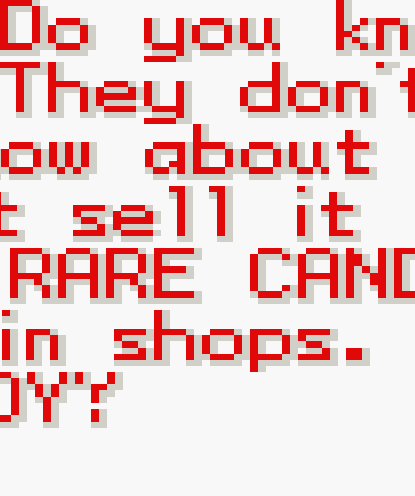 Do you kn
They don't
ow about
t sell it
RARE CAND
in shops.
DY?